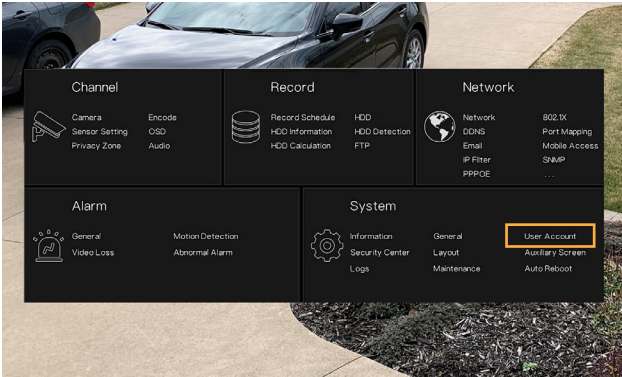 Channel
Camera Encode
Sensor Setting OSD
Privacy Zone Audio
Record
Record Schedule HDD
HDD Information HDD Detection
HDD Calculation FTP
Network
Network 802.1X
DDNS Port Mapping
Email Mobile Access
IP Filter SNMP
PPPOE ...
Alarm
General Motion Detection
Video Loss Abnormal Alarm
System
Information General User Account
Security Center Layout Auxiliary Screen
Logs Maintenance Auto Reboot